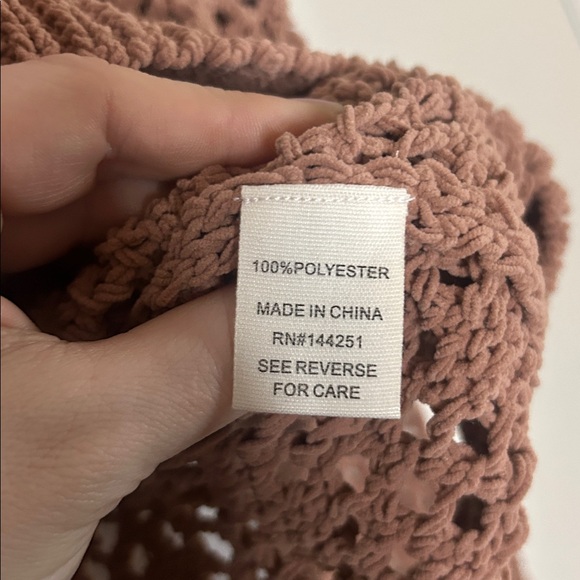 100%POLYESTER
MADE IN CHINA
RN#144251
SEE REVERSE
FOR CARE